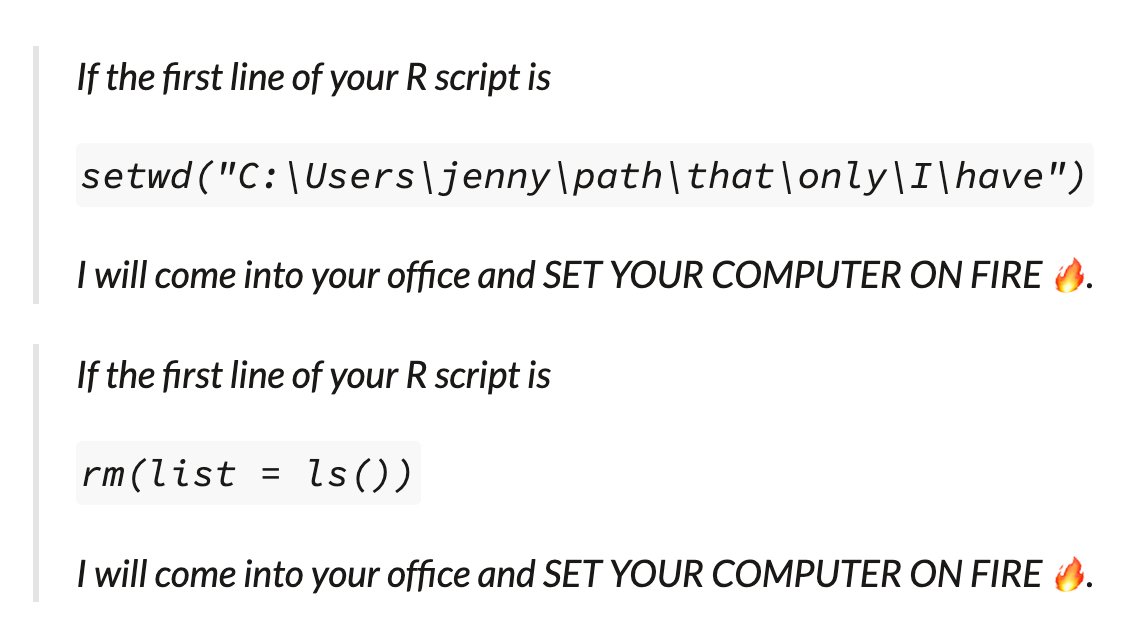 If the first line of your R script is
setwd("C:\Users\jenny\path\that\only\I\have")
I will come into your office and SET YOUR COMPUTER ON FIRE 🔥.
If the first line of your R script is
rm(list = ls())
I will come into your office and SET YOUR COMPUTER ON FIRE 🔥.